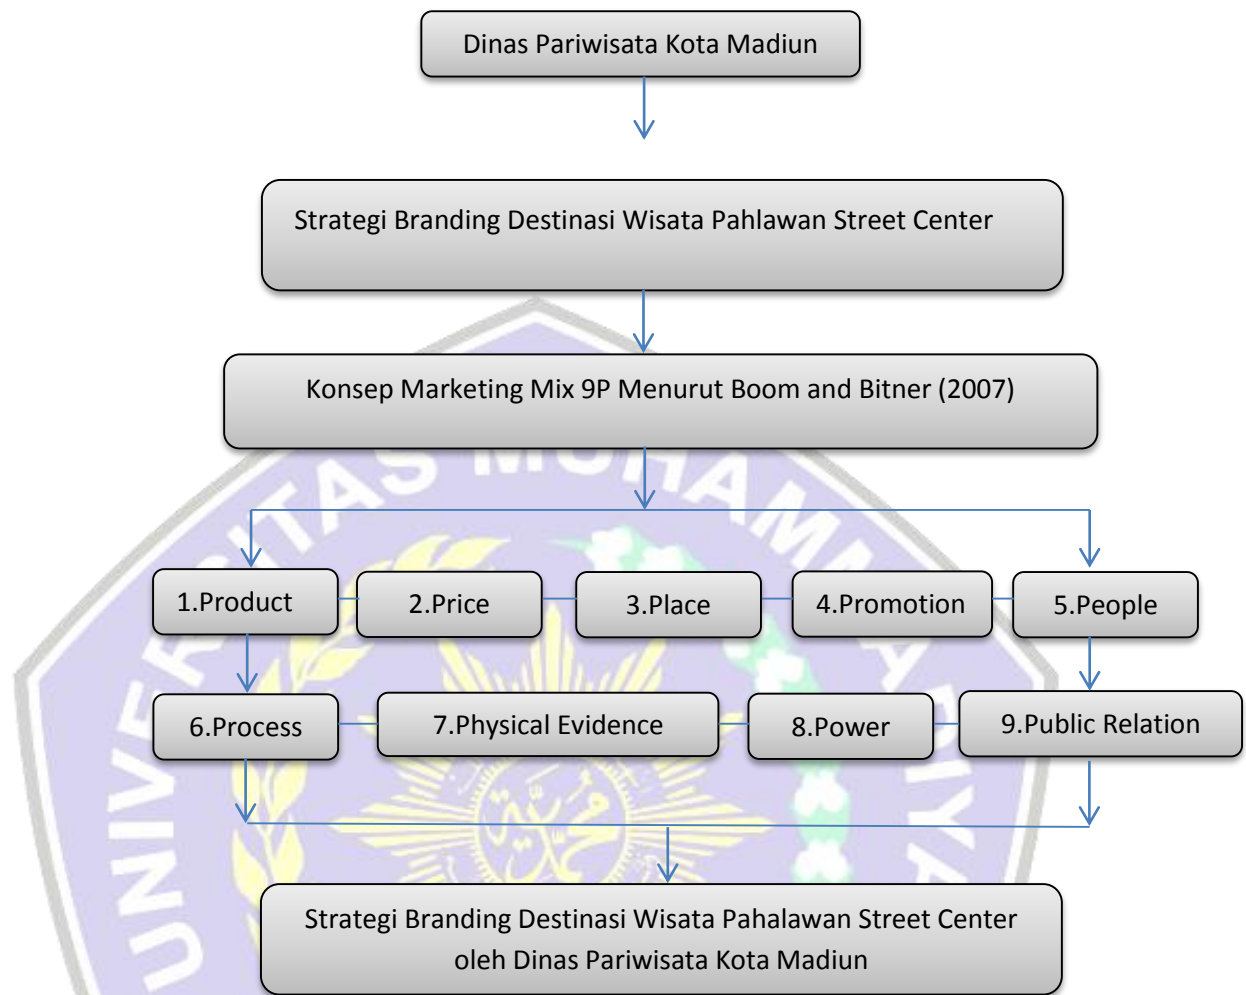 Dinas Pariwisata Kota Madiun
Strategi Branding Destinasi Wisata Pahlawan Street Center
Konsep Marketing Mix 9P Menurut Boom and Bitner (2007)
UNIVERSITAS MUHAMMADIYA
1.Product
2.Price
3.Place
4.Promotion
5.People
6.Process
7.Physical Evidence
8.Power
9.Public Relation
Strategi Branding Destinasi Wisata Pahalawan Street Center
oleh Dinas Pariwisata Kota Madiun